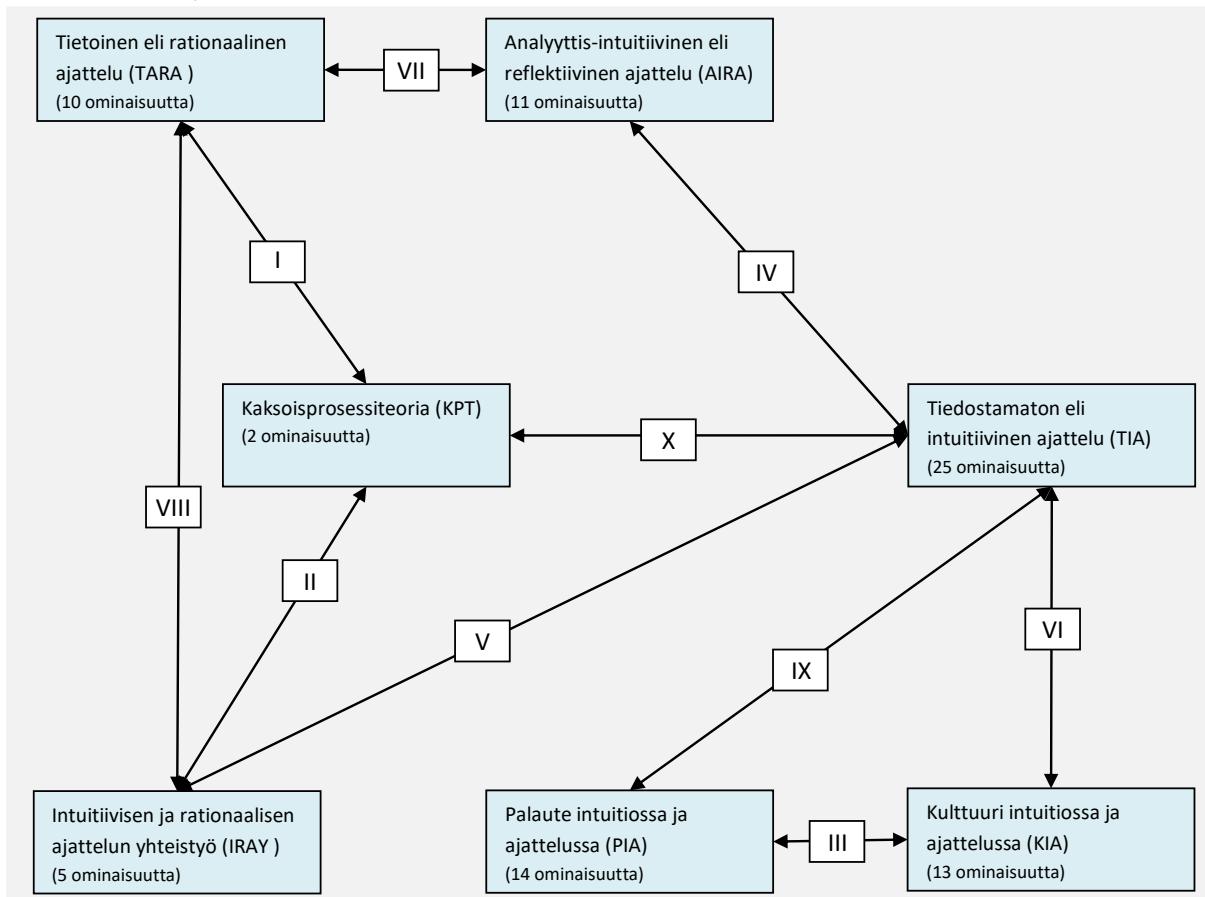 Tietoinen eli rationaalinen
ajattelu (TARA )
(10 ominaisuutta)
VII
Analyyttis-intuitiivinen eli
reflektiivinen ajattelu (AIRA)
(11 ominaisuutta)
I
IV
Kaksoisprosessiteoria (KPT)
(2 ominaisuutta)
X
Tiedostamaton eli
intuitiivinen ajattelu (TIA)
(25 ominaisuutta)
VIII
II
V
IX
VI
Intuitiivisen ja rationaalisen
ajattelun yhteistyö (IRAY )
(5 ominaisuutta)
Palaute intuitiossa ja
ajattelussa (PIA)
(14 ominaisuutta)
III
Kulttuuri intuitiossa ja
ajattelussa (KIA)
(13 ominaisuutta)